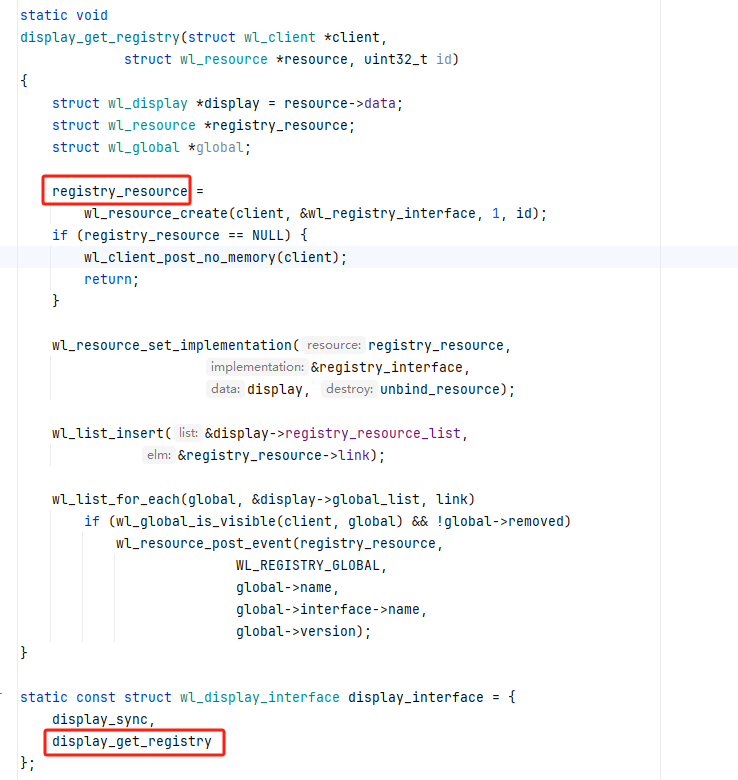 static void
display_get_registry(struct wl_client *client,
struct wl_resource *resource, uint32_t id)
{
struct wl_display *display = resource->data;
struct wl_resource *registry_resource;
struct wl_global *global;
registry_resource =
wl_resource_create(client, &wl_registry_interface, 1, id);
if (registry_resource == NULL) {
wl_client_post_no_memory(client);
return;
}
wl_resource_set_implementation( resource: registry_resource,
implementation: &registry_interface,
data: display, destroy: unbind_resource);
wl_list_insert( list: &display->registry_resource_list,
elm: &registry_resource->link);
wl_list_for_each(global, &display->global_list, link)
if (wl_global_is_visible(client, global) && !global->removed)
wl_resource_post_event(registry_resource,
WL_REGISTRY_GLOBAL,
global->name,
global->interface->name,
global->version);
}
static const struct wl_display_interface display_interface = {
display_sync,
display_get_registry
};